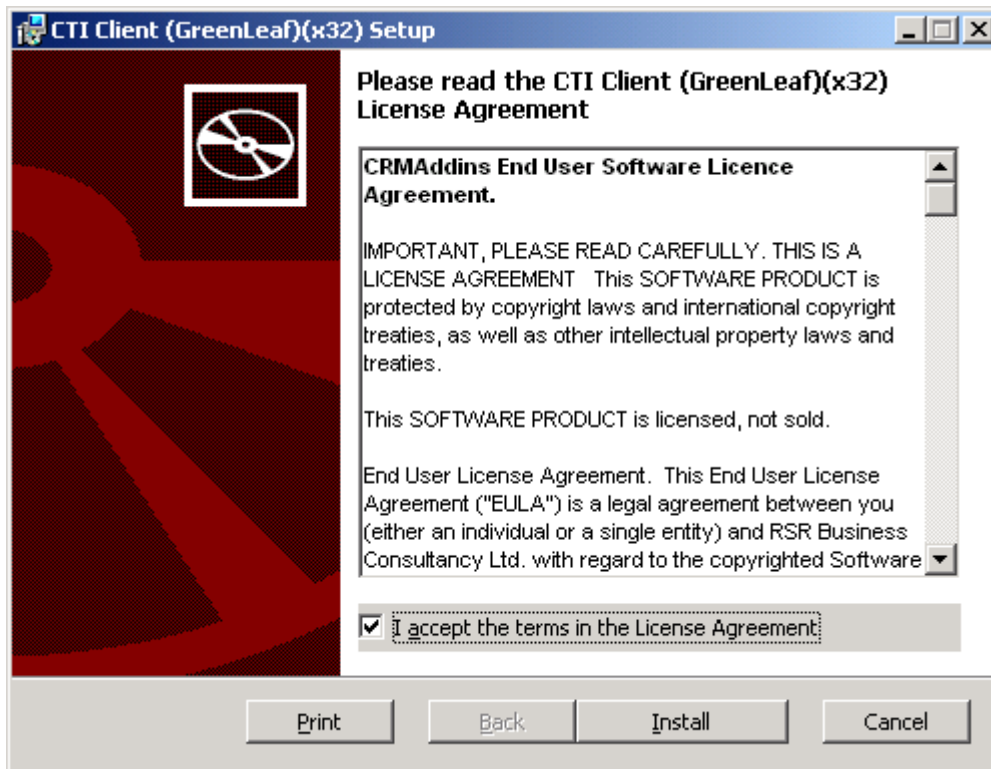 CTI Client (GreenLeaf)(x32) Setup
Please read the CTI Client (GreenLeaf)(x32)
License Agreement
CRMAddins End User Software Licence
Agreement.
IMPORTANT, PLEASE READ CAREFULLY. THIS IS A
LICENSE AGREEMENT   This SOFTWARE PRODUCT is
protected by copyright laws and international copyright
treaties, as well as other intellectual property laws and
treaties.
This SOFTWARE PRODUCT is licensed, not sold.
End User License Agreement.  This End User License
Agreement ("EULA") is a legal agreement between you
(either an individual or a single entity) and RSR Business
Consultancy Ltd. with regard to the copyrighted Software
I accept the terms in the License Agreement
Print Back Install Cancel